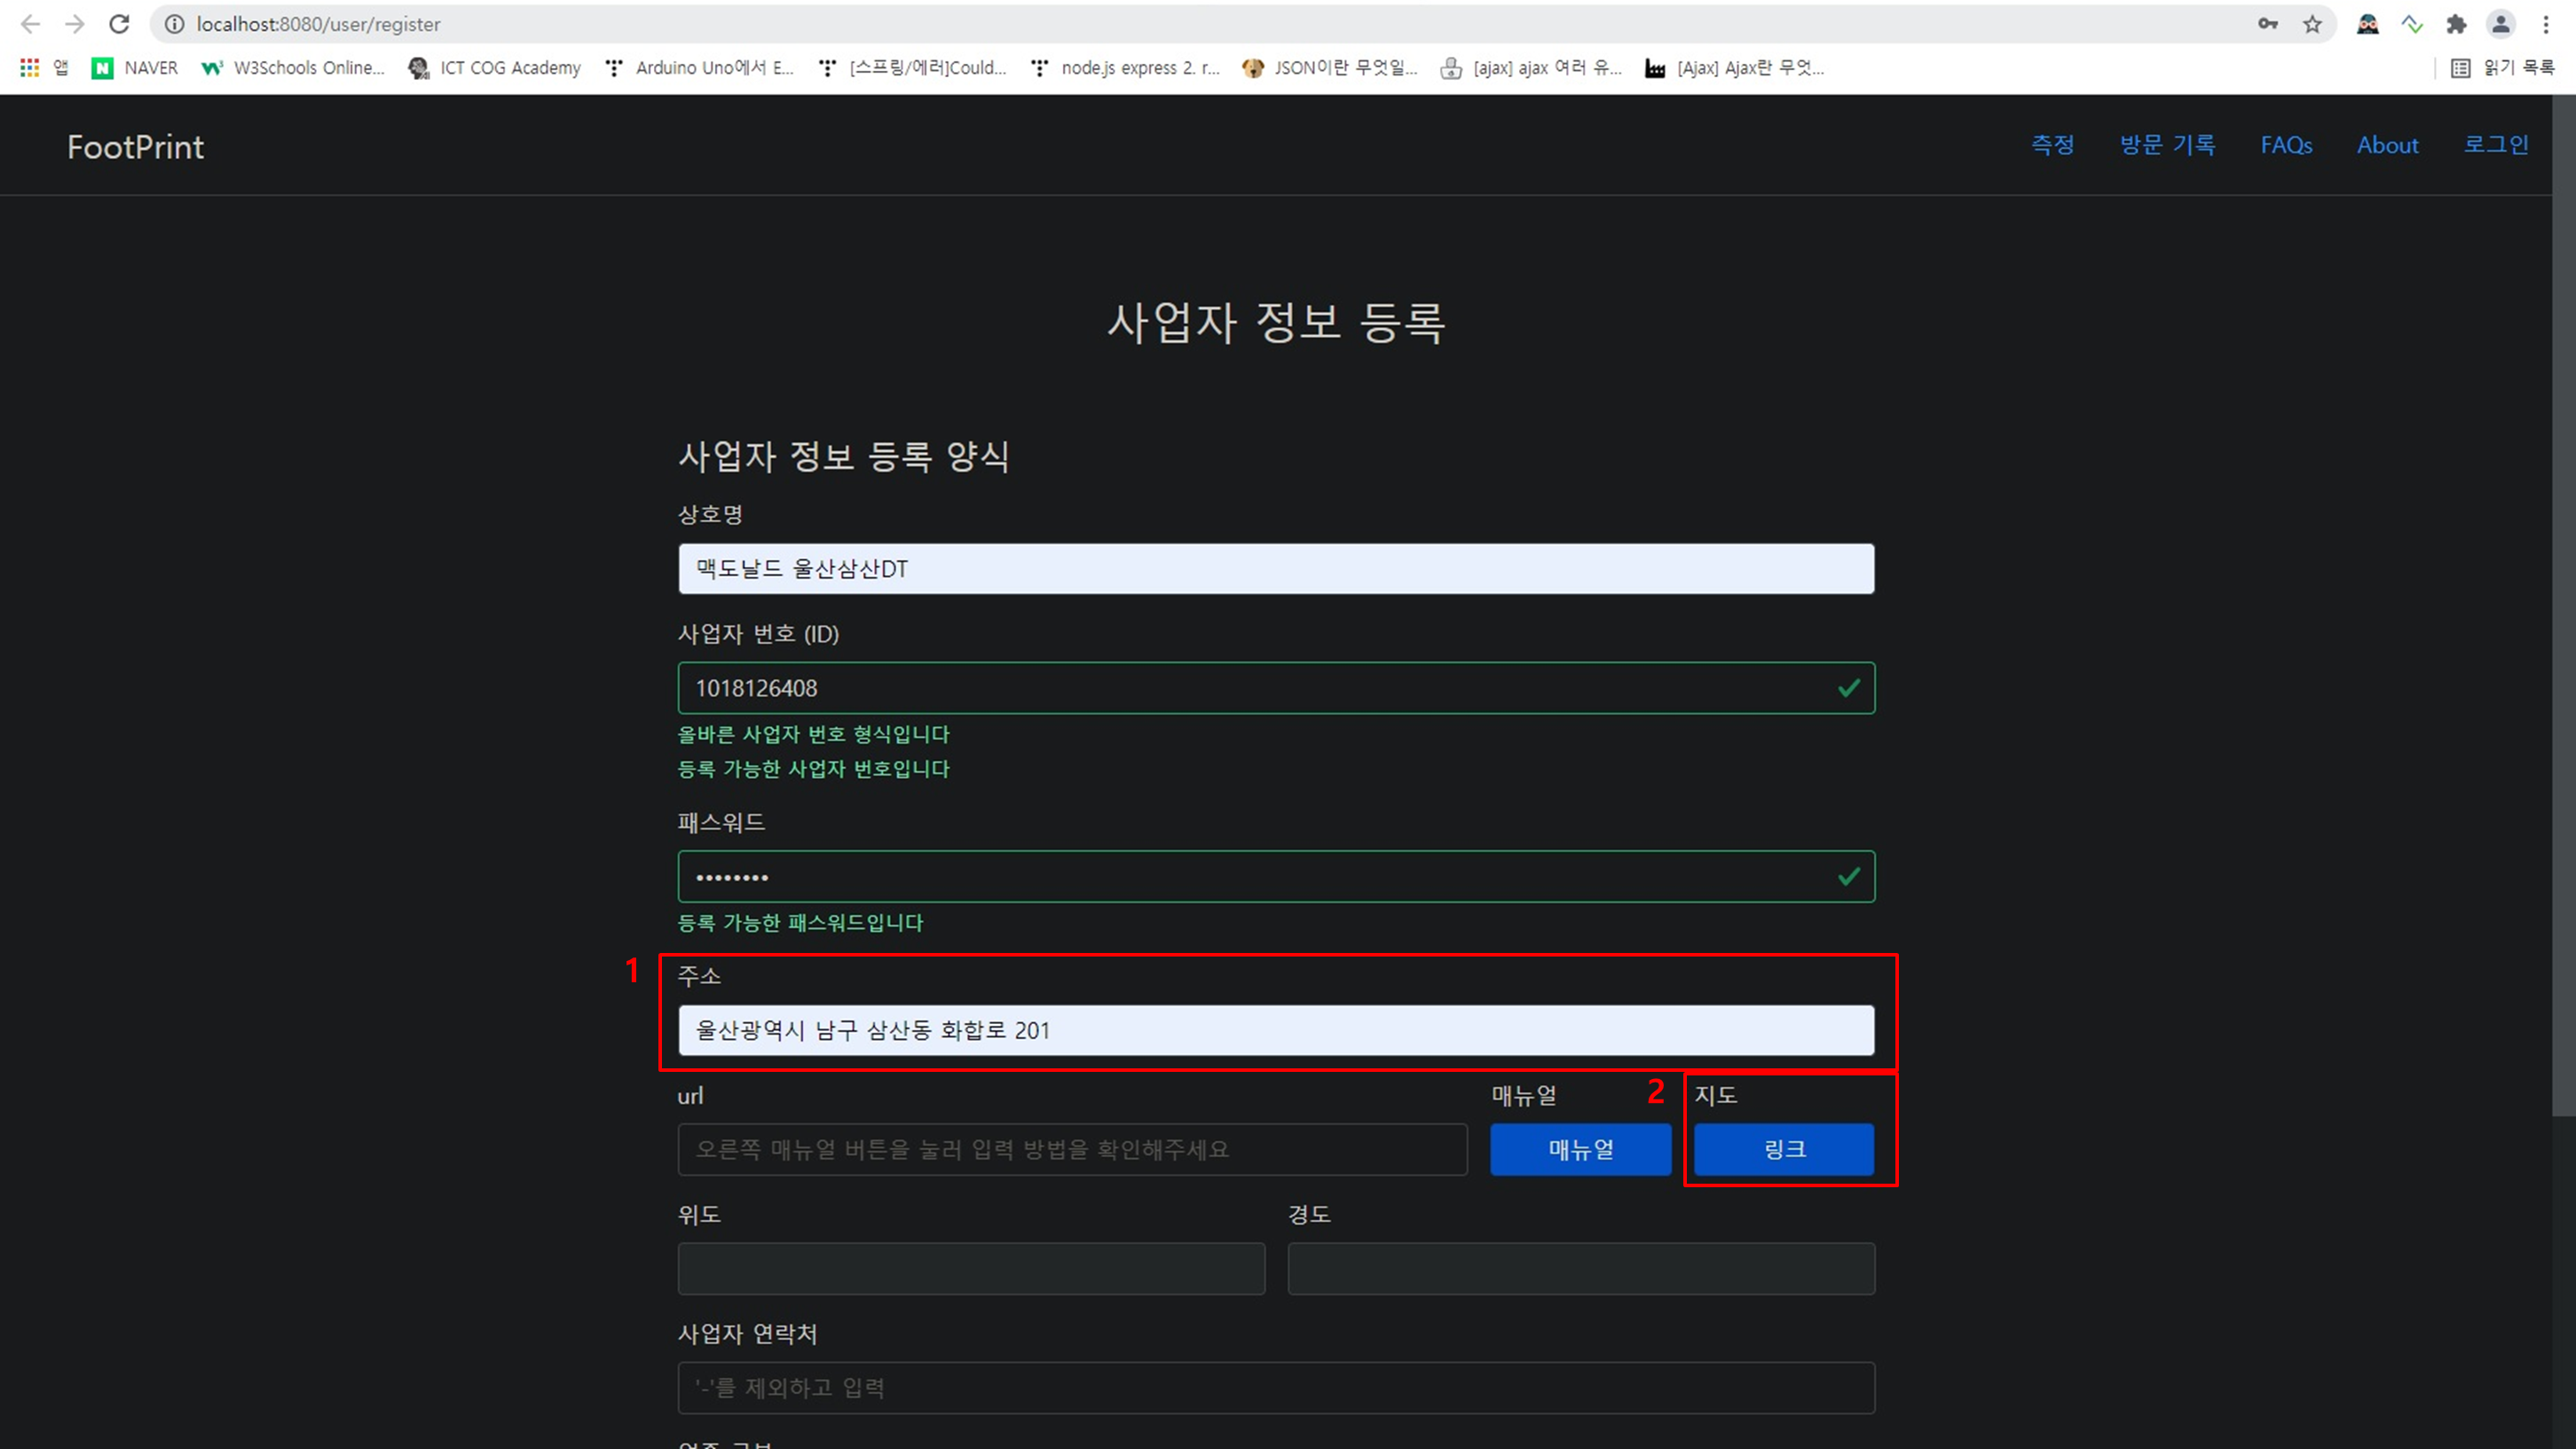 localhost:8080/user/register
앱 NAVER W3Schools Online... ICT COG Academy Arduino Uno에서 E... [스프링/에러]Could... node.js express 2. r... JSON이란 무엇일... [ajax] ajax 여러 유... [Ajax] Ajax란 무엇... 읽기 목록
FootPrint 측정 방문 기록 FAQs About 로그인
사업자 정보 등록
사업자 정보 등록 양식
상호명
맥도날드 울산삼산DT
사업자 번호 (ID)
1018126408
올바른 사업자 번호 형식입니다
등록 가능한 사업자 번호입니다
패스워드
••••••••
등록 가능한 패스워드입니다
1 주소
울산광역시 남구 삼산동 화합로 201
url 매뉴얼 2 지도
오른쪽 매뉴얼 버튼을 눌러 입력 방법을 확인해주세요 매뉴얼 링크
위도 경도
사업자 연락처
'-'를 제외하고 입력